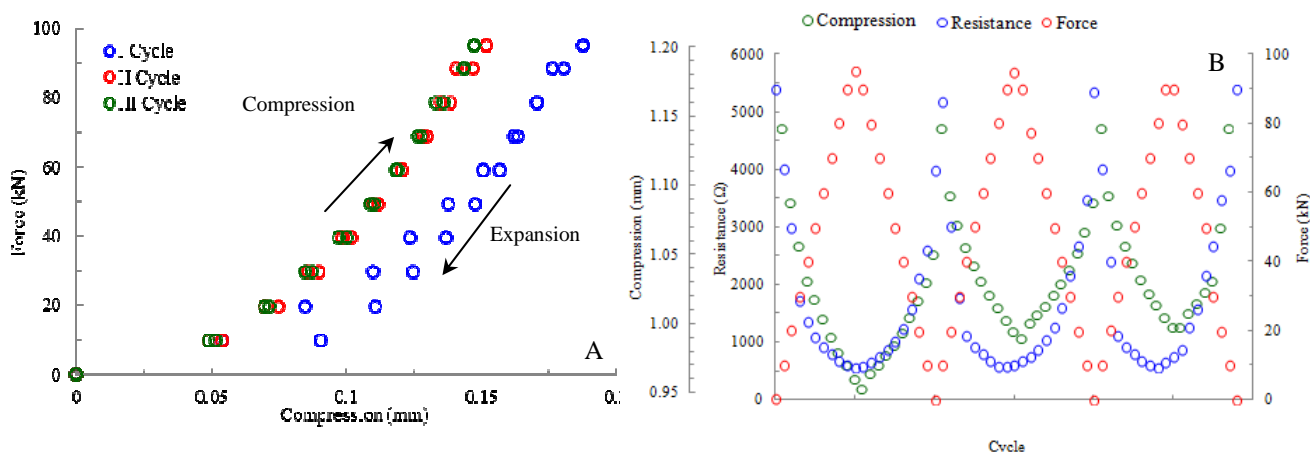 100
80
60
40
20
0
Force (kN)
I Cycle
II Cycle
III Cycle
Compression
Expansion
A
0 0.05 0.10 0.15
Compression (mm)
Compression Resistance Force
B
1.20
1.15
1.10
1.05
1.00
0.95
Compression (mm)
6000
5000
4000
3000
2000
1000
0
Resistance (Ω)
100
80
60
40
20
0
Force (kN)
Cycle